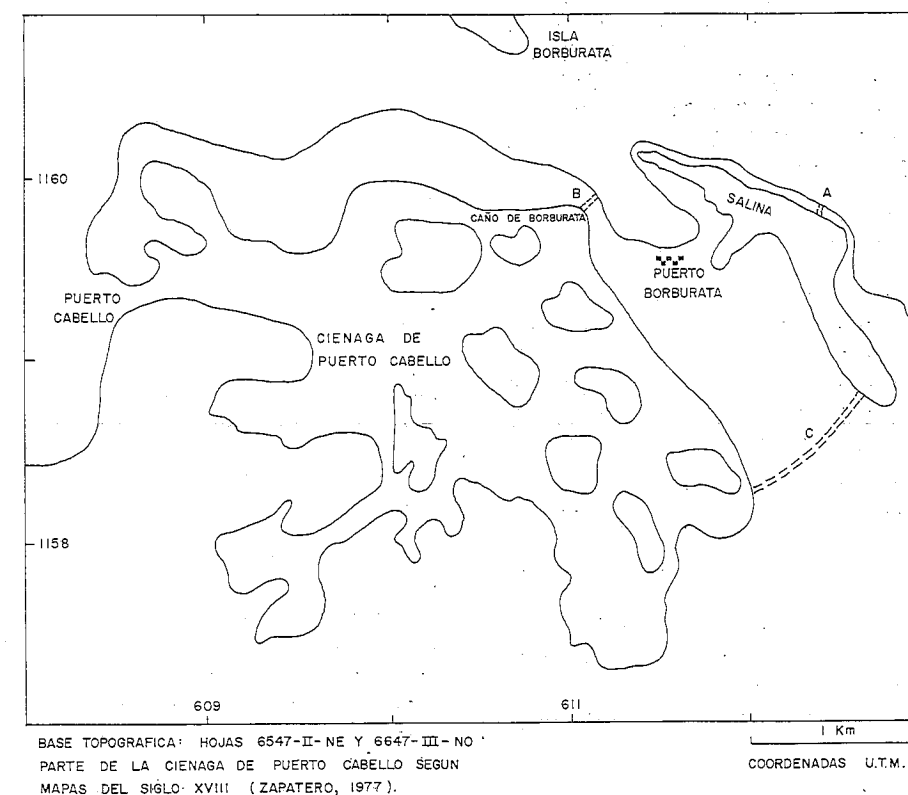 ISLA
BORBURATA
1160
B
A
SALINA
CAÑO DE BORBURATA
PUERTO
BORBURATA
PUERTO
CABELLO
CIENAGA DE
PUERTO CABELLO
C
1158
609
611
1 Km
BASE TOPOGRAFICA: HOJAS 6547-II-NE Y 6647-III-NO
PARTE DE LA CIENAGA DE PUERTO CABELLO SEGUN
MAPAS DEL SIGLO XVIII (ZAPATERO, 1977).
COORDENADAS U.T.M.